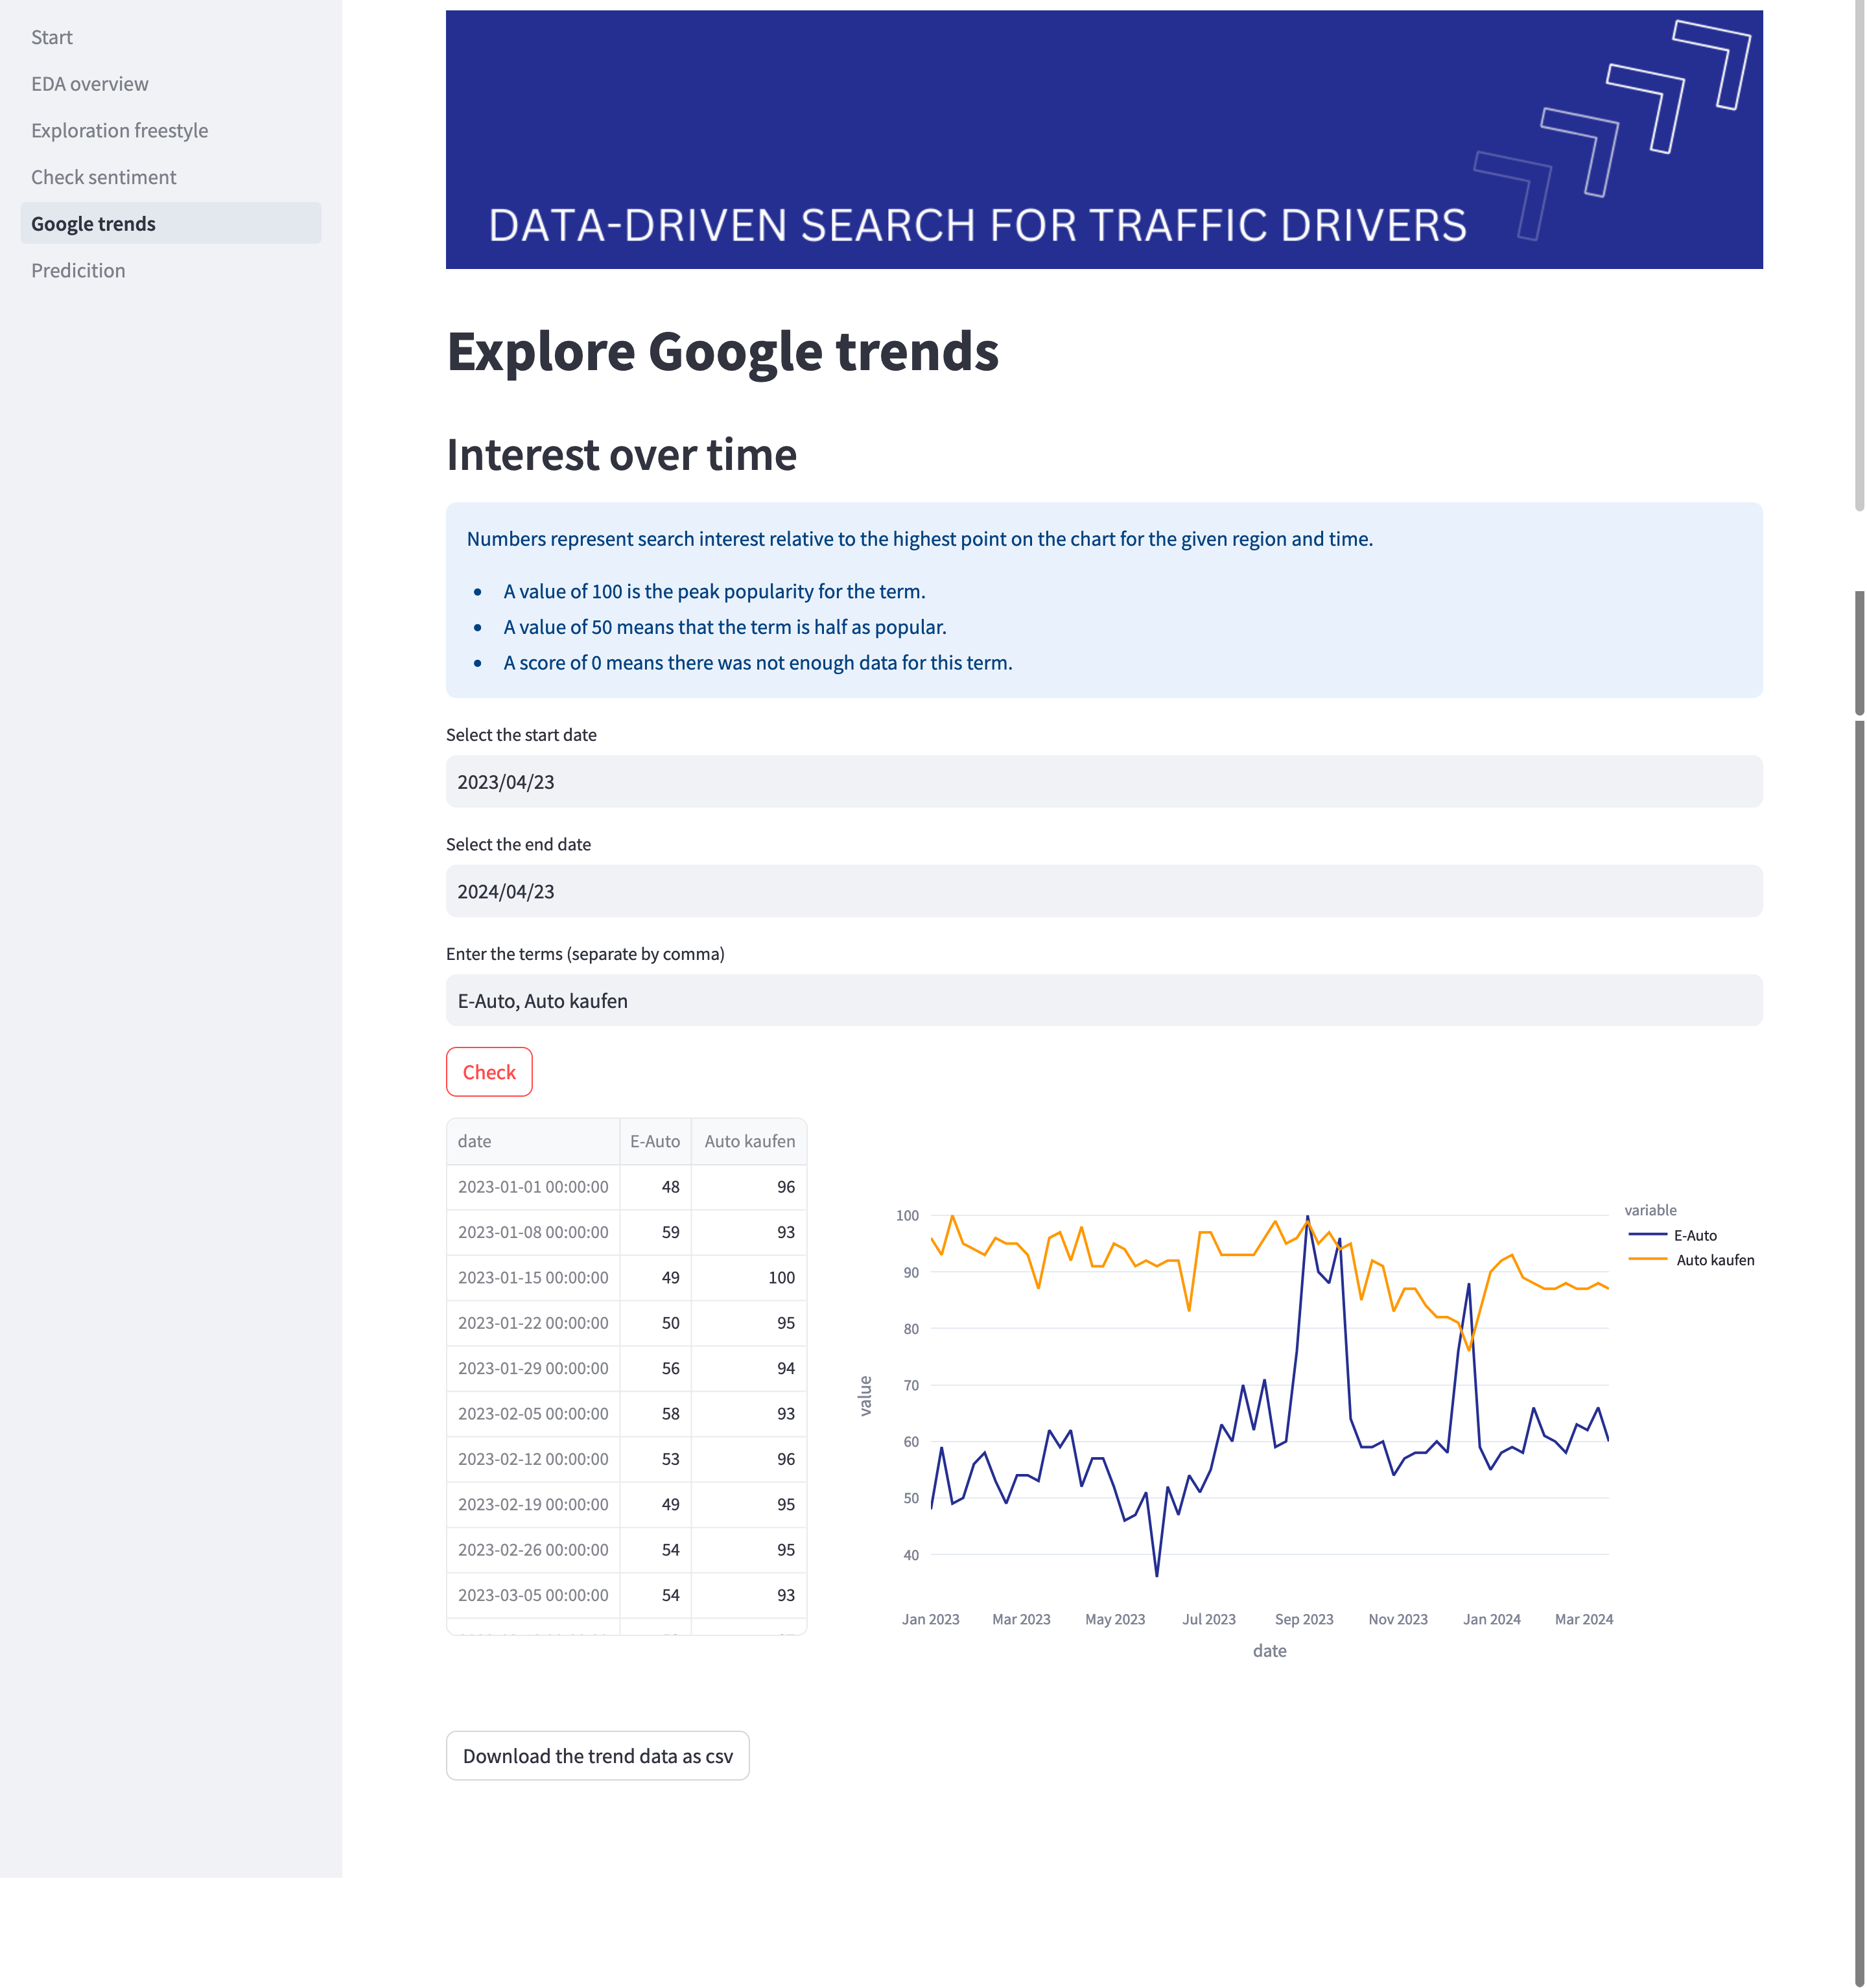 Start
EDA overview
Exploration freestyle
Check sentiment
Google trends
Predicition
DATA-DRIVEN SEARCH FOR TRAFFIC DRIVERS
Explore Google trends
Interest over time
Numbers represent search interest relative to the highest point on the chart for the given region and time.
• A value of 100 is the peak popularity for the term.
• A value of 50 means that the term is half as popular.
• A score of 0 means there was not enough data for this term.
Select the start date
2023/04/23
Select the end date
2024/04/23
Enter the terms (separate by comma)
E-Auto, Auto kaufen
Check
date E-Auto Auto kaufen
2023-01-01 00:00:00 48 96
2023-01-08 00:00:00 59 93
2023-01-15 00:00:00 49 100
2023-01-22 00:00:00 50 95
2023-01-29 00:00:00 56 94
2023-02-05 00:00:00 58 93
2023-02-12 00:00:00 53 96
2023-02-19 00:00:00 49 95
2023-02-26 00:00:00 54 95
2023-03-05 00:00:00 54 93
100
90
80
70
60
50
40
value
Jan 2023 Mar 2023 May 2023 Jul 2023 Sep 2023 Nov 2023 Jan 2024 Mar 2024
date
variable
E-Auto
Auto kaufen
Download the trend data as csv